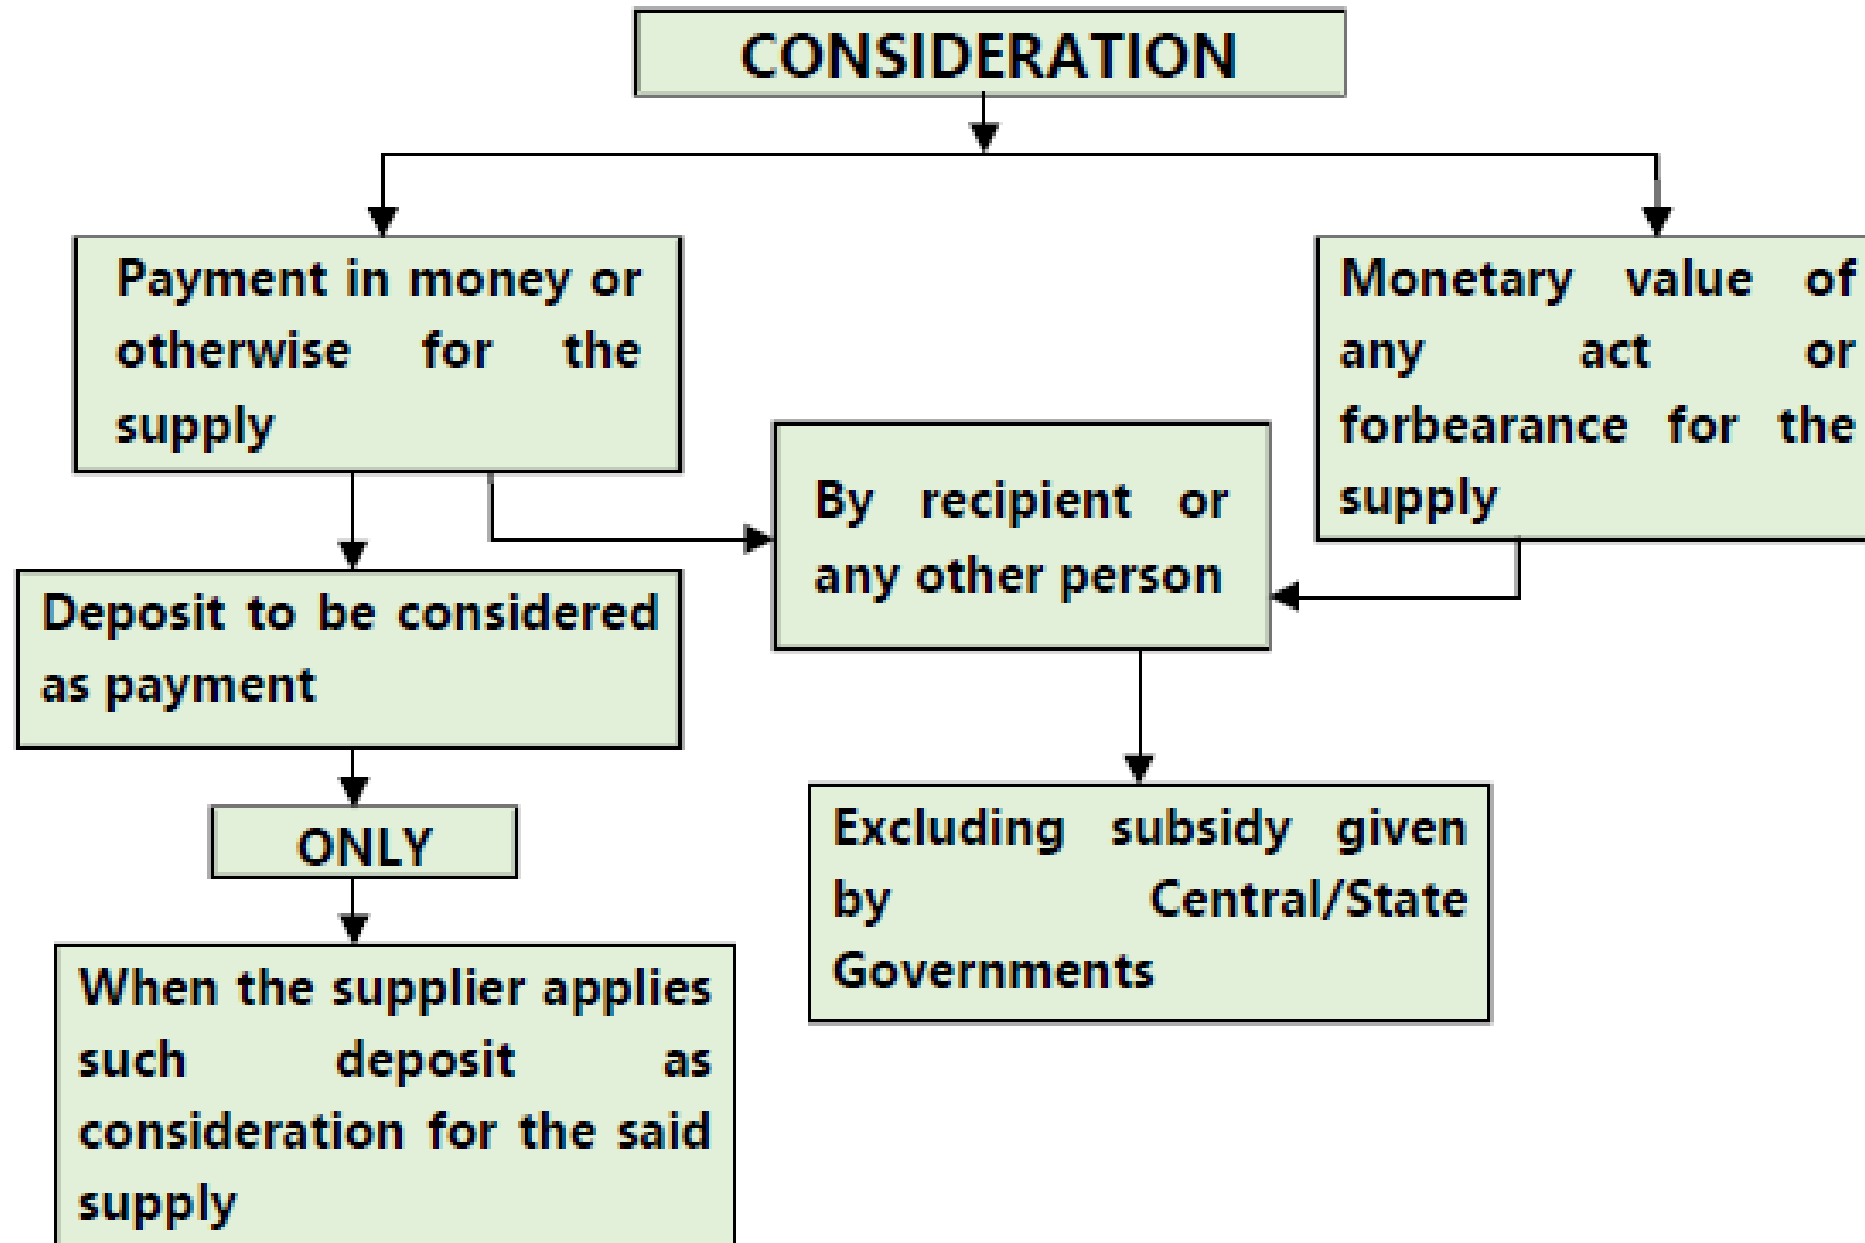 CONSIDERATION
Payment in money or
otherwise for the
supply
Monetary value of
any act or
forbearance for the
supply
By recipient or
any other person
Deposit to be considered
as payment
ONLY
Excluding subsidy given
by Central/State
Governments
When the supplier applies
such deposit as
consideration for the said
supply